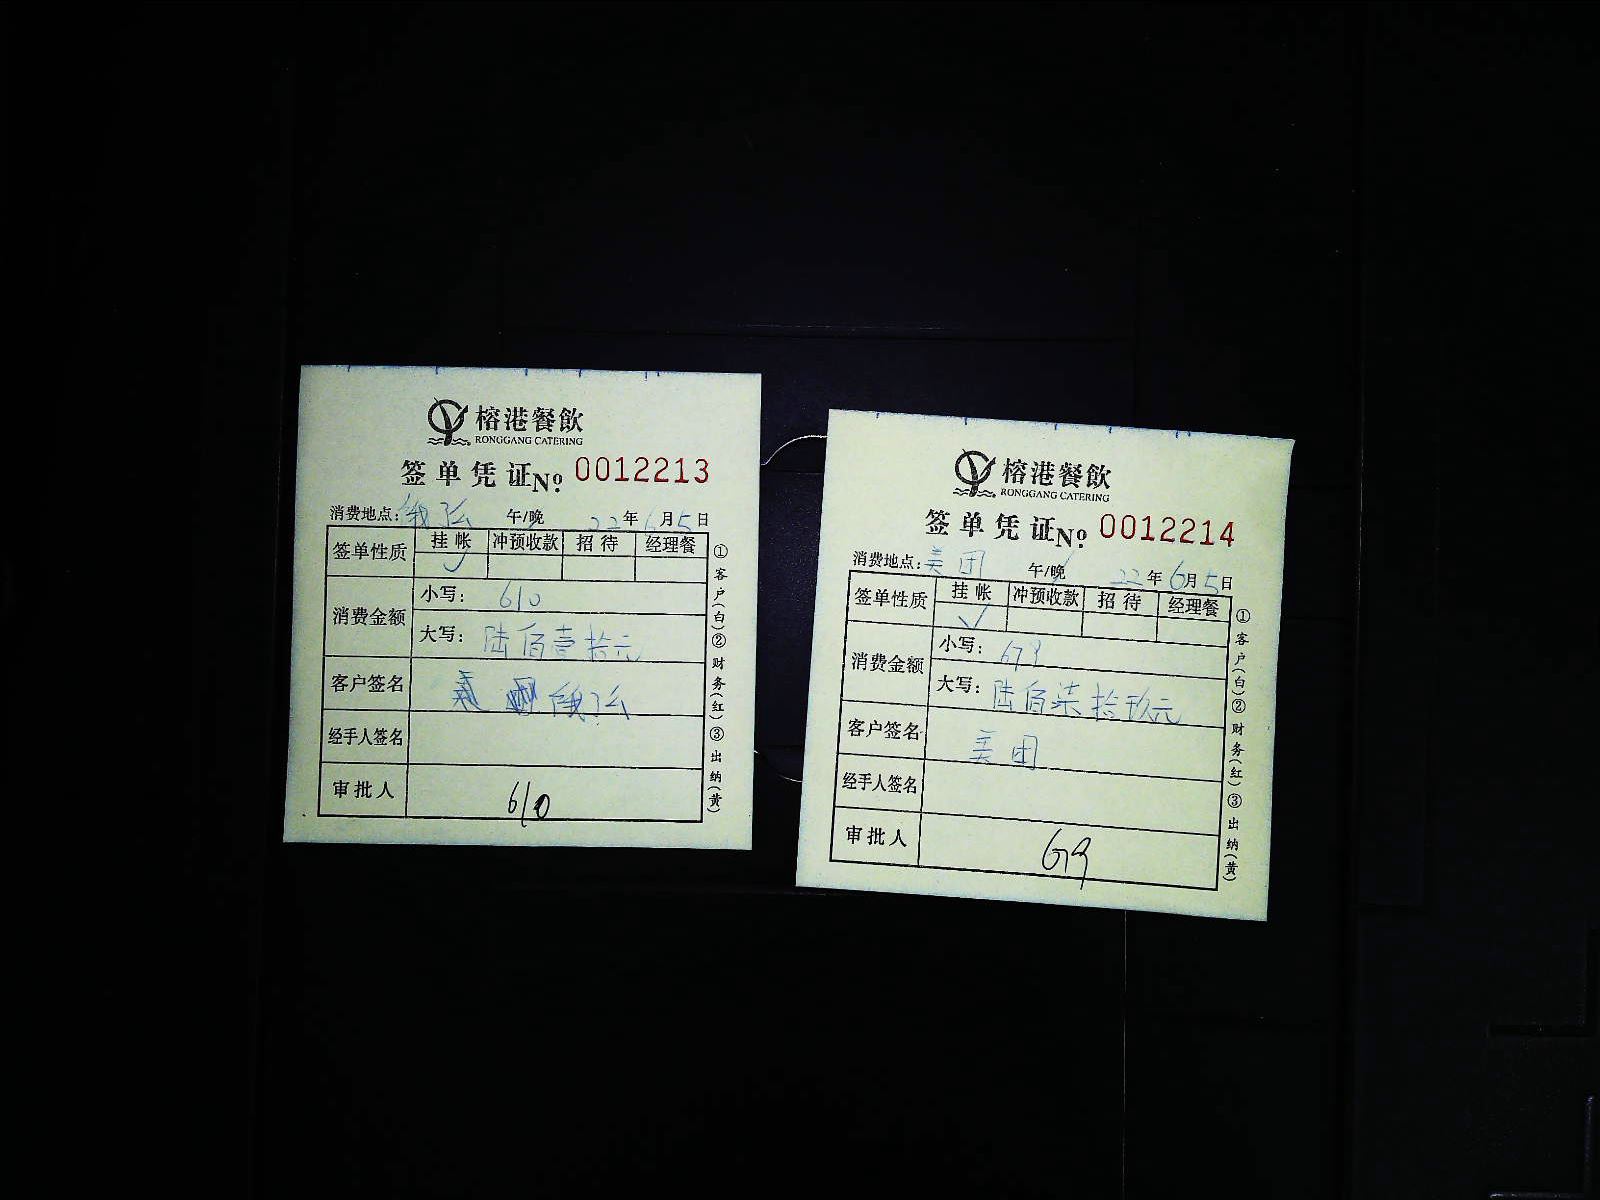 榕港餐飲
RONGGANG CATERING
签单凭证 No: 0012213
消费地点: 饿了么 午/晚 22年6月5日
签单性质 挂帐 冲预收款 招待 经理餐
✓
消费金额 小写: 610
大写: 陆佰壹拾元
客户签名 饿了么
经手人签名
审批人 610
①客户(白)②财务(红)③出纳(黄)
榕港餐飲
RONGGANG CATERING
签单凭证 No: 0012214
消费地点: 美团 午/晚 22年6月5日
签单性质 挂帐 冲预收款 招待 经理餐
✓
消费金额 小写: 679
大写: 陆佰柒拾玖元
客户签名 美团
经手人签名
审批人 679
①客户(白)②财务(红)③出纳(黄)